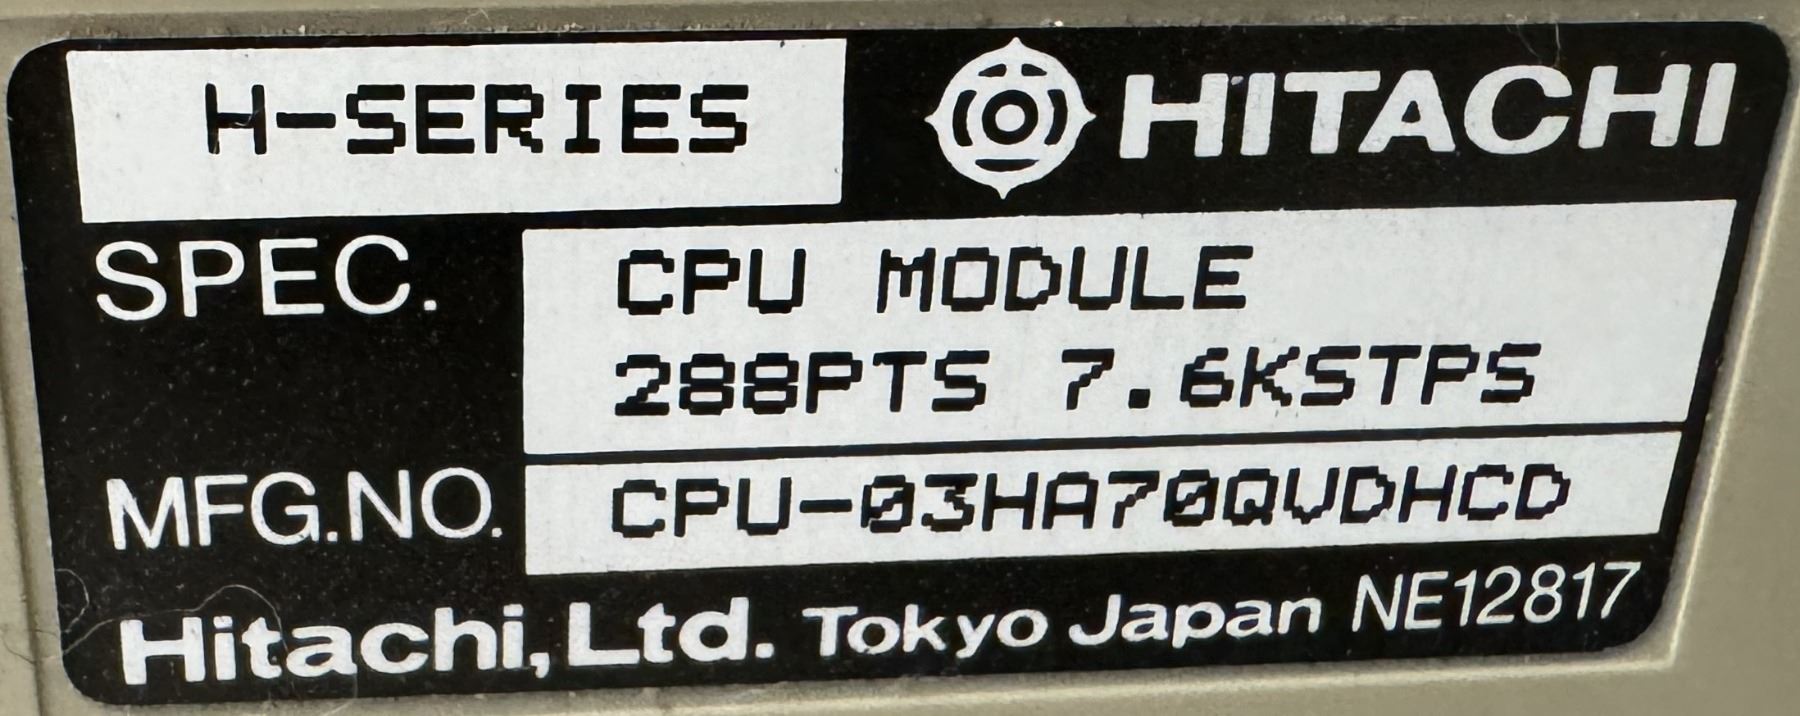 H-SERIES
HITACHI
SPEC.
CPU MODULE
288PTS 7.6KSTPS
MFG.NO.
CPU-03HA70QVDHCD
Hitachi,Ltd. Tokyo Japan NE12817